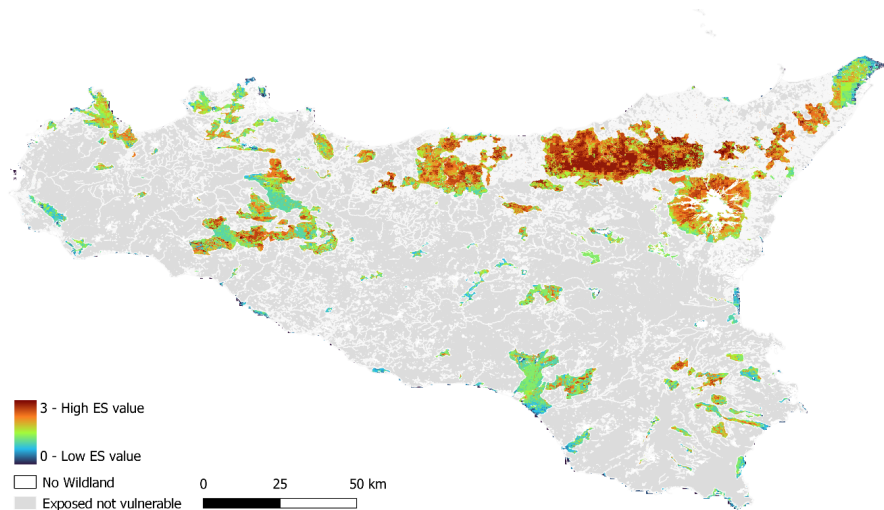 3 - High ES value
0 - Low ES value
No Wildland
Exposed not vulnerable
0 25 50 km